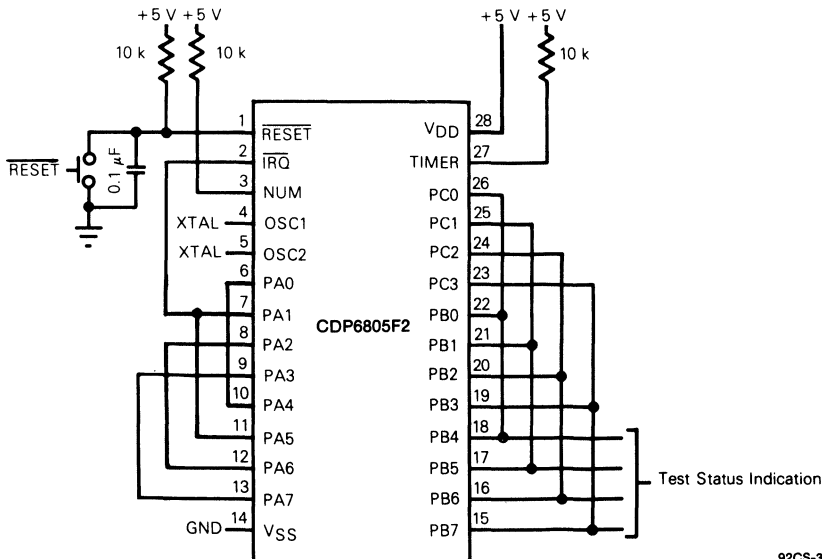 +5 V +5 V
10 k 10 k
+5 V +5 V
10 k
RESET
0.1 µF
1 RESET
2 IRQ
3 NUM
XTAL 4 OSC1
XTAL 5 OSC2
6 PA0
7 PA1
8 PA2
9 PA3
10 PA4
11 PA5
12 PA6
13 PA7
GND 14 VSS
CDP6805F2
VDD 28
TIMER 27
PC0 26
PC1 25
PC2 24
PC3 23
PB0 22
PB1 21
PB2 20
PB3 19
PB4 18
PB5 17
PB6 16
PB7 15
Test Status Indication
92CS-3